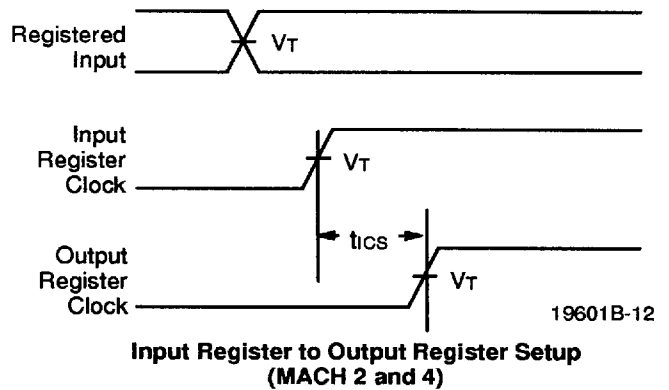 Registered
Input
VT
Input
Register
Clock
VT
tICS
Output
Register
Clock
VT
19601B-12
Input Register to Output Register Setup
(MACH 2 and 4)